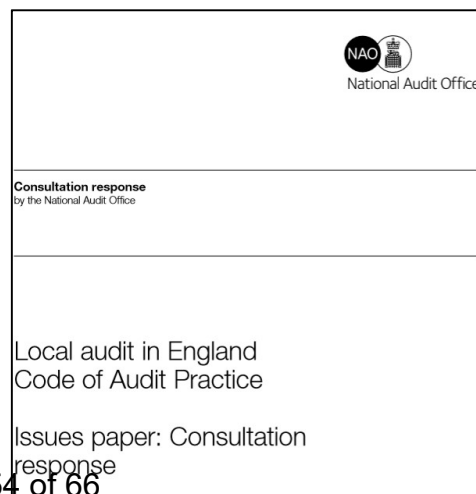 NAO
National Audit Office
Consultation response
by the National Audit Office
Local audit in England
Code of Audit Practice
Issues paper: Consultation
response
of 66